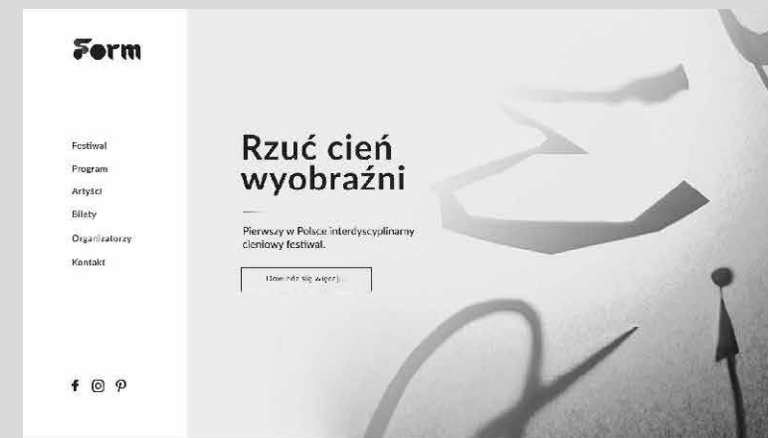 Form
Festiwal
Program
Artyści
Bilety
Organizatorzy
Kontakt
Rzuć cień
wyobraźni
Pierwszy w Polsce interdyscyplinarny
cieniowy festiwal.
Dowiedz się więcej